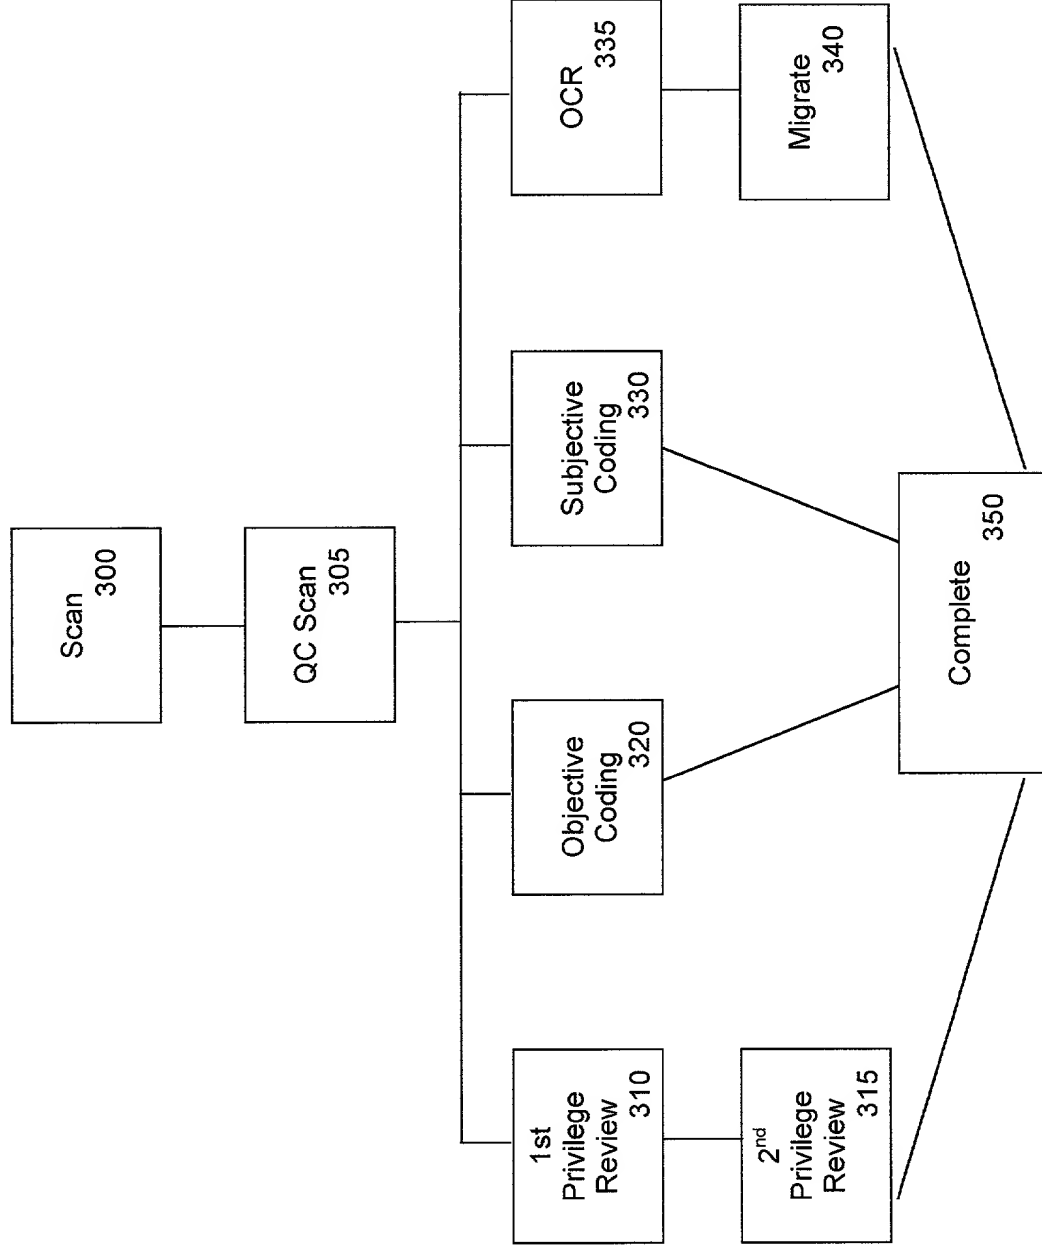 Scan
300
QC Scan
305
1st
Privilege
Review
310
Objective
Coding
320
Subjective
Coding
330
OCR
335
2nd
Privilege
Review
315
Migrate
340
Complete
350